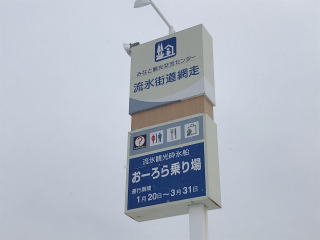 みなと観光交流センター
流氷街道網走
流氷観光砕氷船
おーろら乗り場
運行期間
1月20日～3月31日